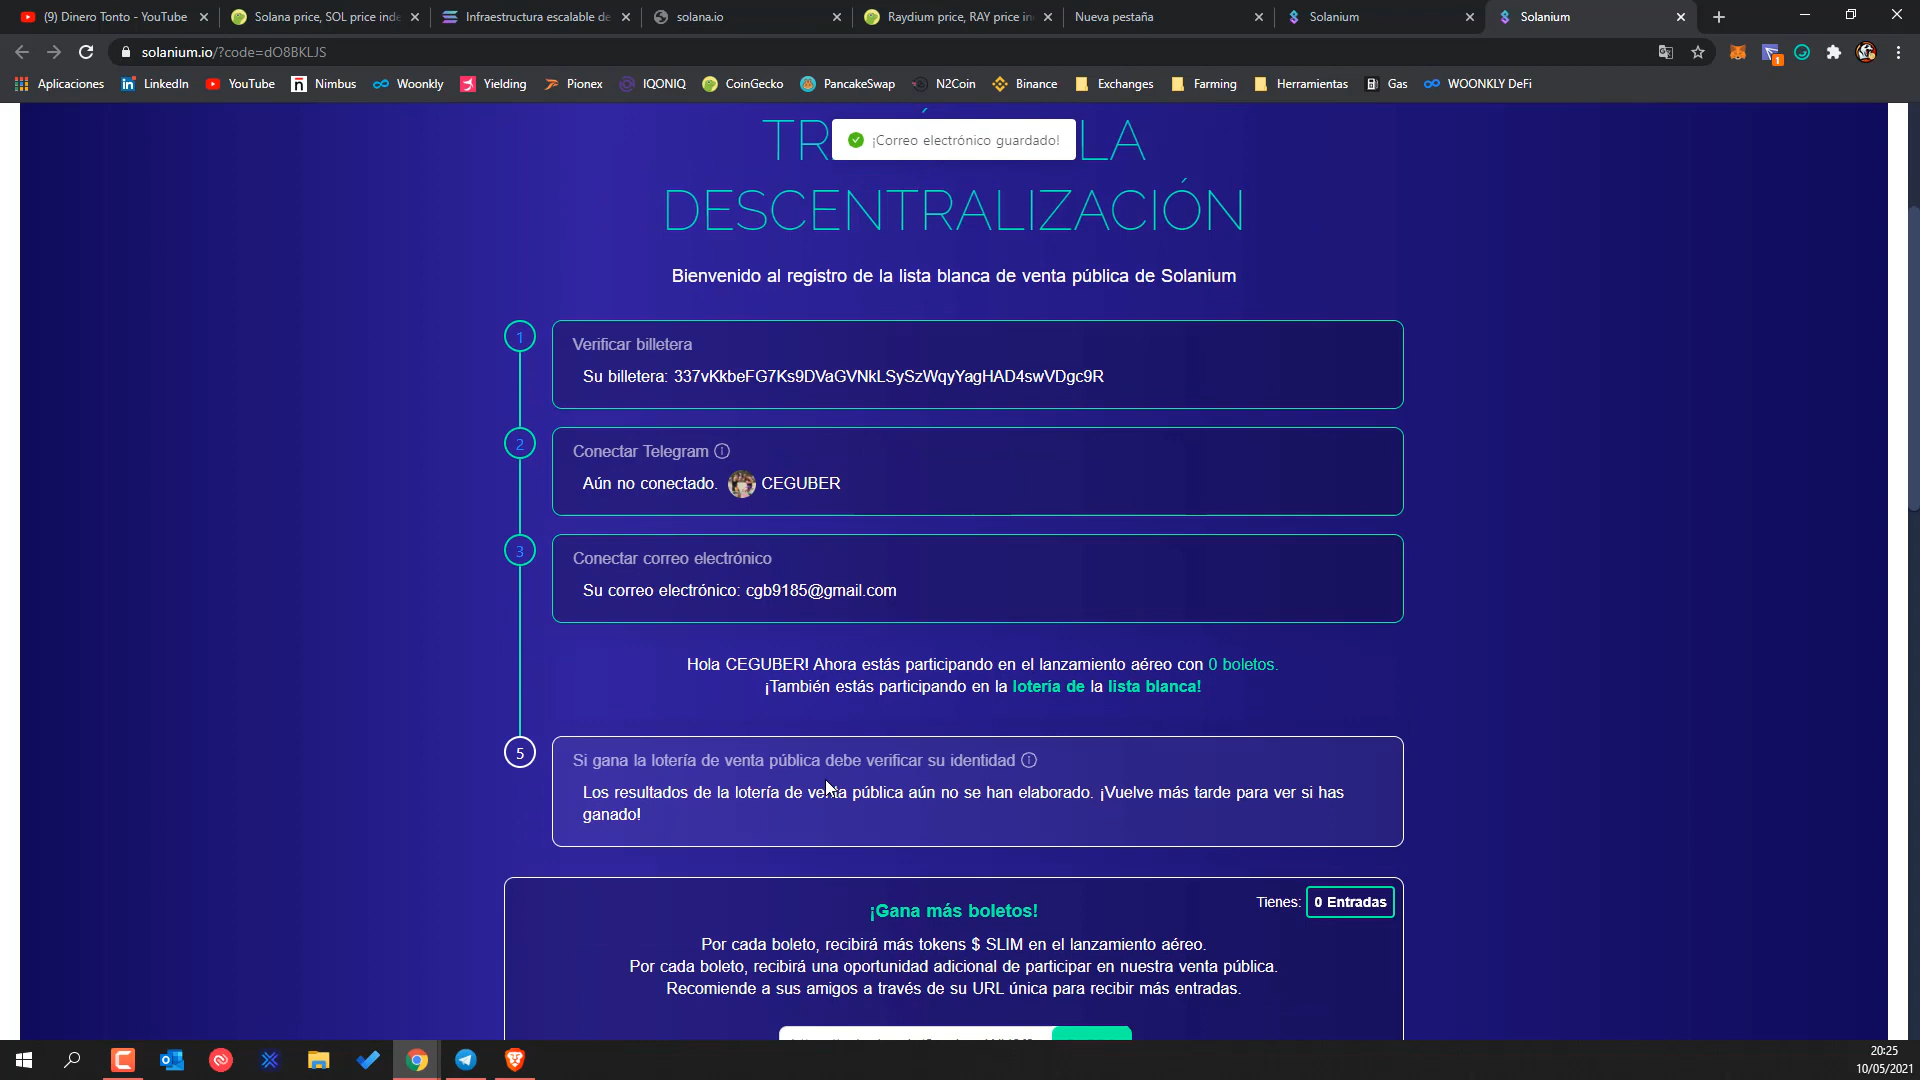 (9) Dinero Tonto - YouTube
Solana price, SOL price inde
Infraestructura escalable de
solana.io
Raydium price, RAY price in
Nueva pestaña
Solanium
Solanium
solanium.io/?code=dO8BKLJS
Aplicaciones
LinkedIn
YouTube
Nimbus
Woonkly
Yielding
Pionex
IQONIQ
CoinGecko
PancakeSwap
N2Coin
Binance
Exchanges
Farming
Herramientas
Gas
WOONKLY DeFi
TR LA
¡Correo electrónico guardado!
DESCENTRALIZACIÓN
Bienvenido al registro de la lista blanca de venta pública de Solanium
1
Verificar billetera
Su billetera: 337vKkbeFG7Ks9DVaGVNkLSySzWqyYagHAD4swVDgc9R
2
Conectar Telegram
Aún no conectado. CEGUBER
3
Conectar correo electrónico
Su correo electrónico: cgb9185@gmail.com
Hola CEGUBER! Ahora estás participando en el lanzamiento aéreo con 0 boletos.
¡También estás participando en la lotería de la lista blanca!
5
Si gana la lotería de venta pública debe verificar su identidad
Los resultados de la lotería de venta pública aún no se han elaborado. ¡Vuelve más tarde para ver si has
ganado!
Tienes: 0 Entradas
¡Gana más boletos!
Por cada boleto, recibirá más tokens $ SLIM en el lanzamiento aéreo.
Por cada boleto, recibirá una oportunidad adicional de participar en nuestra venta pública.
Recomiende a sus amigos a través de su URL única para recibir más entradas.
20:25
10/05/2021